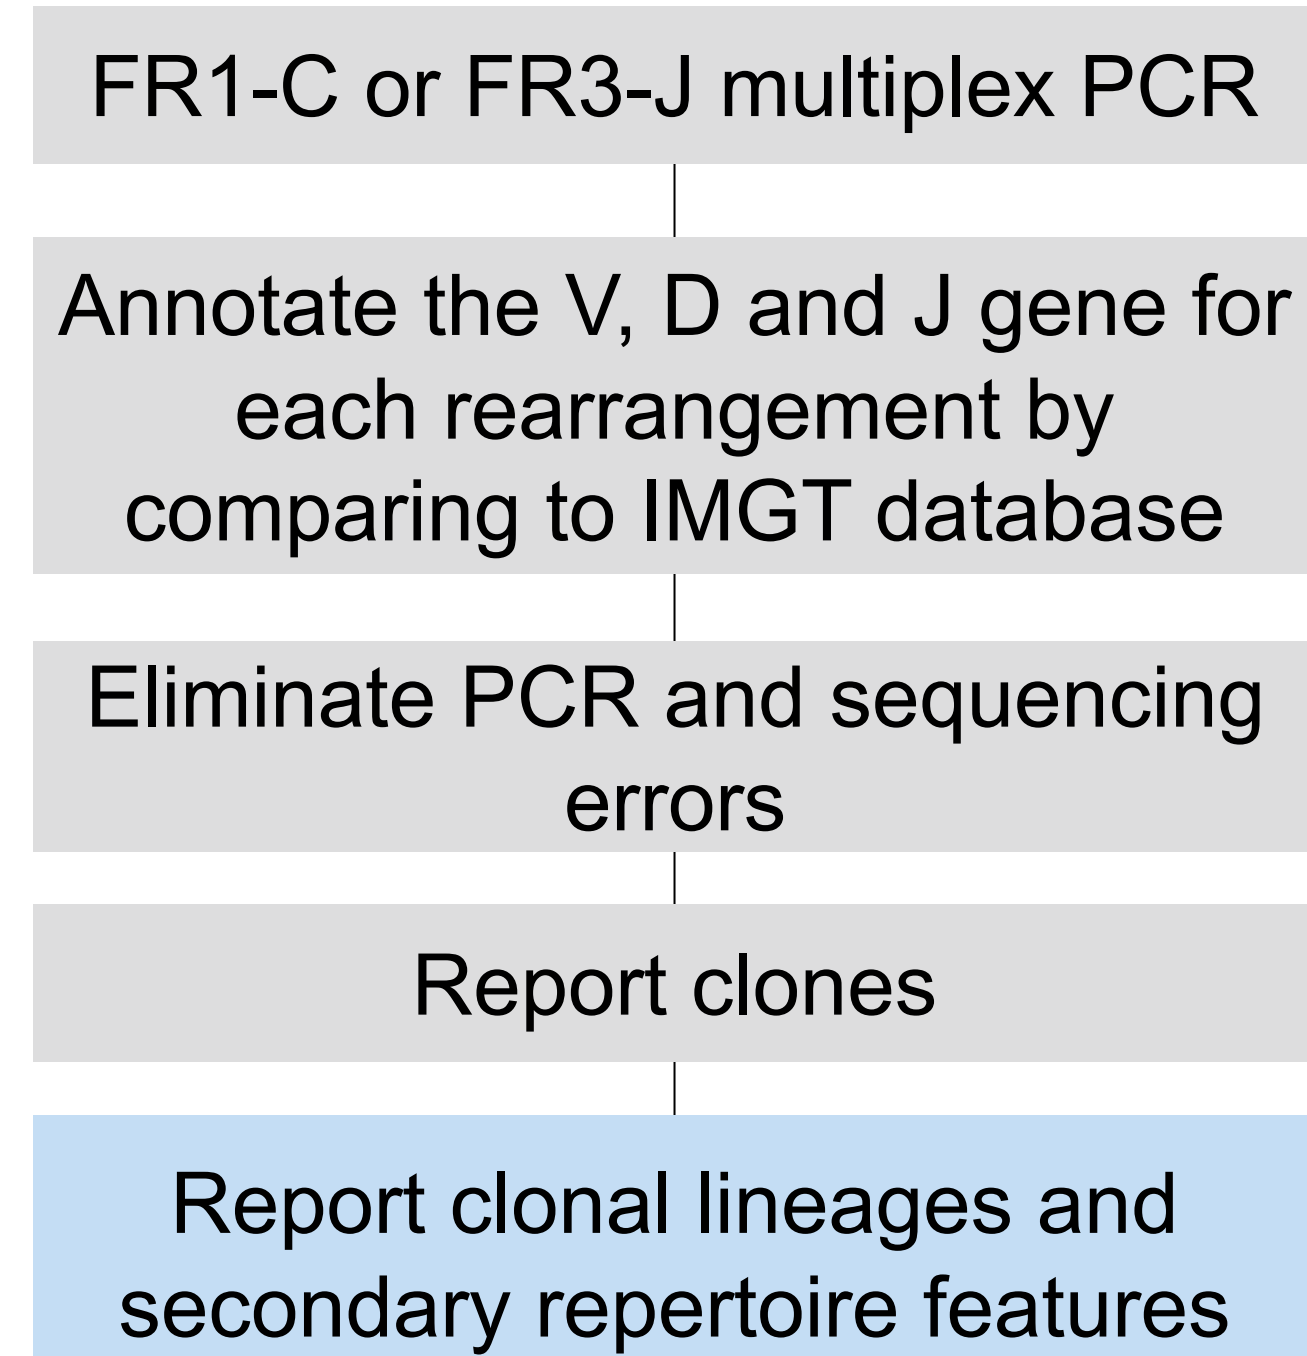 FR1-C or FR3-J multiplex PCR
Annotate the V, D and J gene for
each rearrangement by
comparing to IMGT database
Eliminate PCR and sequencing
errors
Report clones
Report clonal lineages and
secondary repertoire features